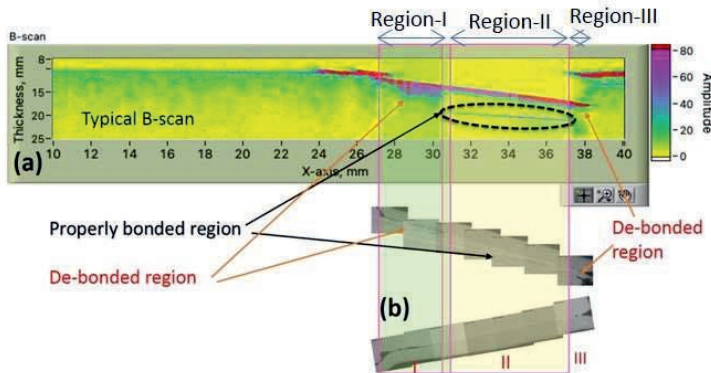 Region-I
Region-II
Region-III
B-scan
Thickness, mm
8
15
20
25
Typical B-scan
(a)
10 12 14 16 18 20 22 24 26 28 30 32 34 36 38 40
X-axis, mm
80
60
40
20
0
Amplitude
Properly bonded region
De-bonded region
De-bonded
region
(b)
I
II
III